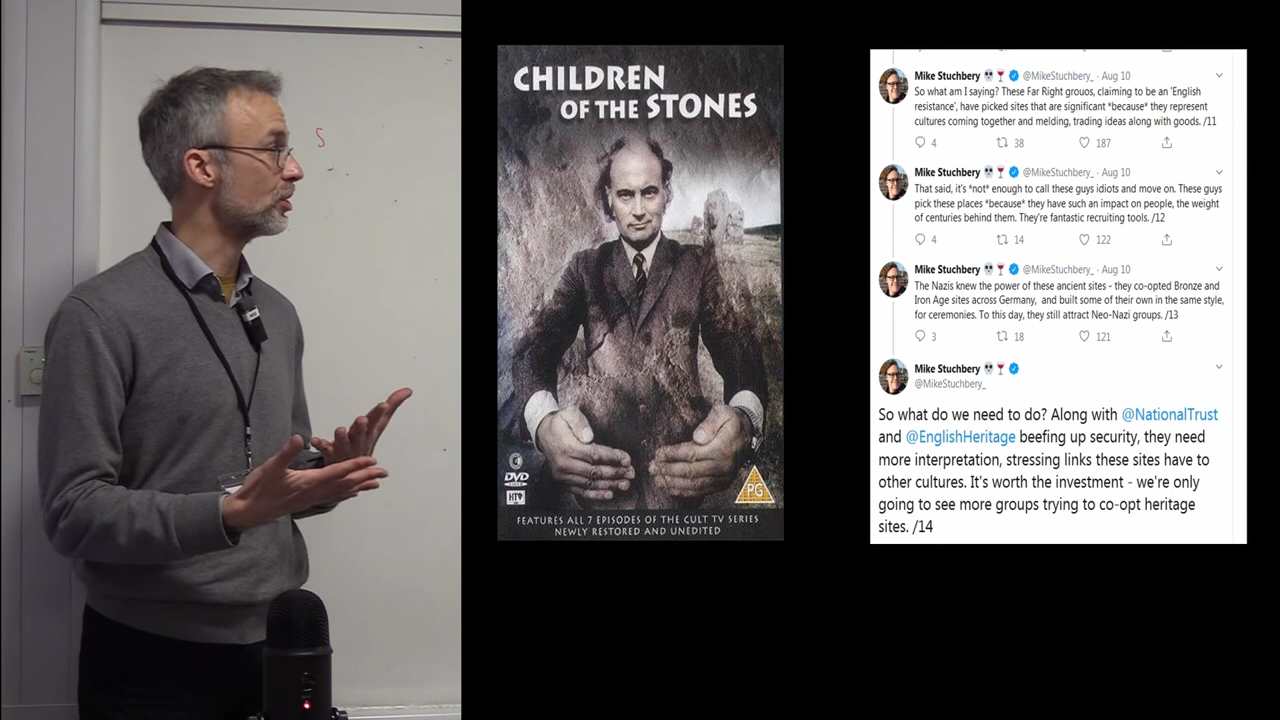 S
CHILDREN
OF THE STONES
DVD
VIDEO
HTV
PG
FEATURES ALL 7 EPISODES OF THE CULT TV SERIES
NEWLY RESTORED AND UNEDITED
Mike Stuchbery @MikeStuchbery_ · Aug 10
So what am I saying? These Far Right grouos, claiming to be an 'English
resistance', have picked sites that are significant *because* they represent
cultures coming together and melding, trading ideas along with goods. /11
4 38 187
Mike Stuchbery @MikeStuchbery_ · Aug 10
That said, it's *not* enough to call these guys idiots and move on. These guys
pick these places *because* they have such an impact on people, the weight
of centuries behind them. They're fantastic recruiting tools. /12
4 14 122
Mike Stuchbery @MikeStuchbery_ · Aug 10
The Nazis knew the power of these ancient sites - they co-opted Bronze and
Iron Age sites across Germany, and built some of their own in the same style,
for ceremonies. To this day, they still attract Neo-Nazi groups. /13
3 18 121
Mike Stuchbery
@MikeStuchbery_
So what do we need to do? Along with @NationalTrust
and @EnglishHeritage beefing up security, they need
more interpretation, stressing links these sites have to
other cultures. It's worth the investment - we're only
going to see more groups trying to co-opt heritage
sites. /14